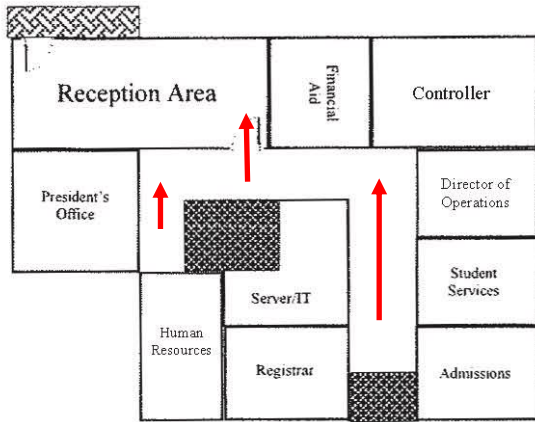 Reception Area
Financial
Aid
Controller
President's
Office
Director of
Operations
Student
Services
Server/IT
Human
Resources
Registrar
Admissions